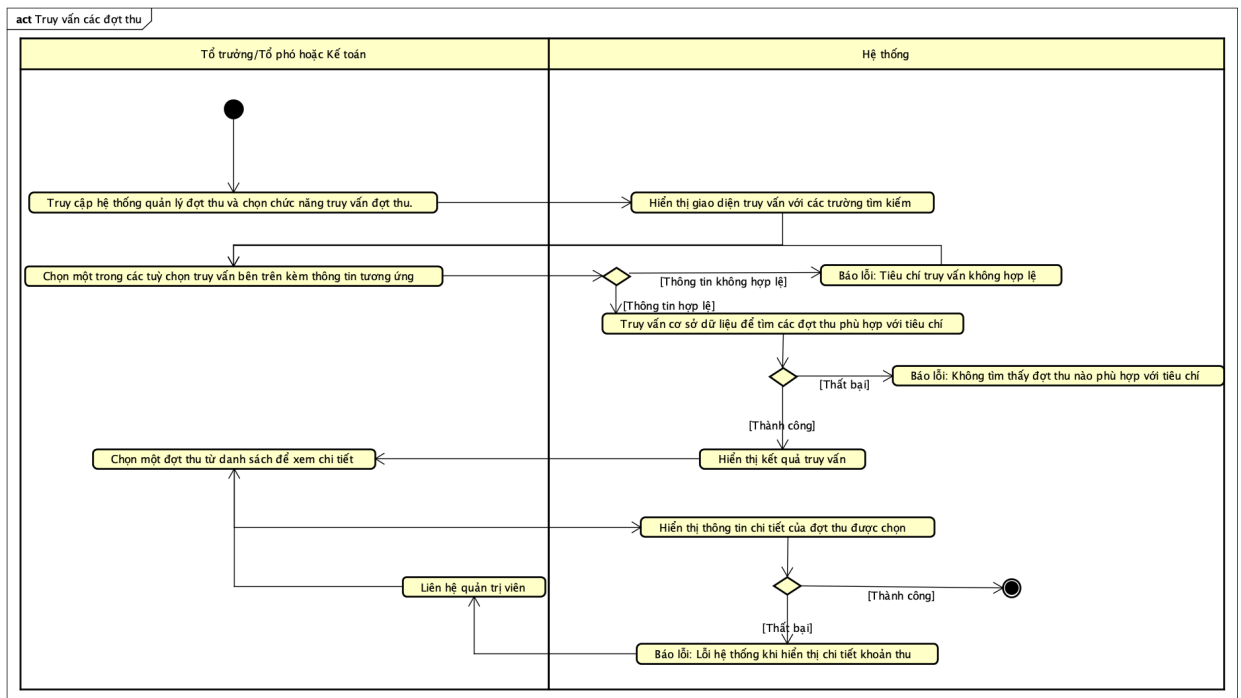 act Truy vấn các đợt thu
Tổ trưởng/Tổ phó hoặc Kế toán
Hệ thống
Truy cập hệ thống quản lý đợt thu và chọn chức năng truy vấn đợt thu.
Hiển thị giao diện truy vấn với các trường tìm kiếm
Chọn một trong các tuỳ chọn truy vấn bên trên kèm thông tin tương ứng
[Thông tin không hợp lệ]
Báo lỗi: Tiêu chí truy vấn không hợp lệ
[Thông tin hợp lệ]
Truy vấn cơ sở dữ liệu để tìm các đợt thu phù hợp với tiêu chí
[Thất bại]
Báo lỗi: Không tìm thấy đợt thu nào phù hợp với tiêu chí
[Thành công]
Chọn một đợt thu từ danh sách để xem chi tiết
Hiển thị kết quả truy vấn
Hiển thị thông tin chi tiết của đợt thu được chọn
Liên hệ quản trị viên
[Thành công]
[Thất bại]
Báo lỗi: Lỗi hệ thống khi hiển thị chi tiết khoản thu